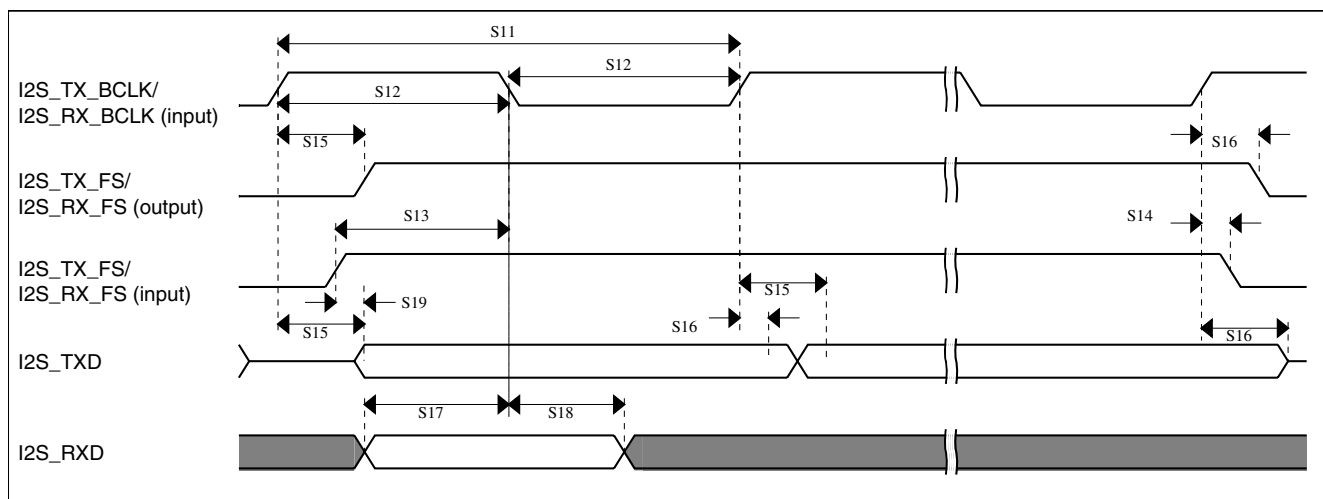 S11
I2S_TX_BCLK/
I2S_RX_BCLK (input)
S12
S12
S15
S16
I2S_TX_FS/
I2S_RX_FS (output)
S13
S14
I2S_TX_FS/
I2S_RX_FS (input)
S19
S15
S15
S16
S16
I2S_TXD
S17
S18
I2S_RXD